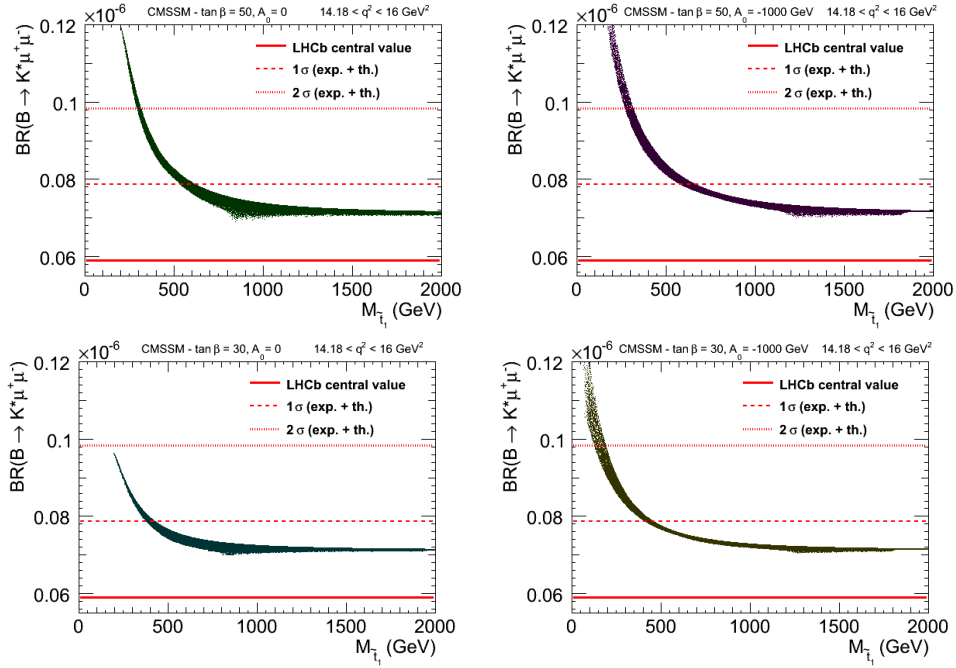 ×10⁻⁶ CMSSM - tan β = 50, A₀ = 0 14.18 < q² < 16 GeV²
BR(B → K*μ⁺μ⁻)
0.12
0.1
0.08
0.06
LHCb central value
1σ (exp. + th.)
2 σ (exp. + th.)
0 500 1000 1500 2000
M_t̃₁ (GeV)
×10⁻⁶ CMSSM - tan β = 50, A₀ = -1000 GeV 14.18 < q² < 16 GeV²
BR(B → K*μ⁺μ⁻)
0.12
0.1
0.08
0.06
LHCb central value
1σ (exp. + th.)
2 σ (exp. + th.)
0 500 1000 1500 2000
M_t̃₁ (GeV)
×10⁻⁶ CMSSM - tan β = 30, A₀ = 0 14.18 < q² < 16 GeV²
BR(B → K*μ⁺μ⁻)
0.12
0.1
0.08
0.06
LHCb central value
1σ (exp. + th.)
2 σ (exp. + th.)
0 500 1000 1500 2000
M_t̃₁ (GeV)
×10⁻⁶ CMSSM - tan β = 30, A₀ = -1000 GeV 14.18 < q² < 16 GeV²
BR(B → K*μ⁺μ⁻)
0.12
0.1
0.08
0.06
LHCb central value
1σ (exp. + th.)
2 σ (exp. + th.)
0 500 1000 1500 2000
M_t̃₁ (GeV)